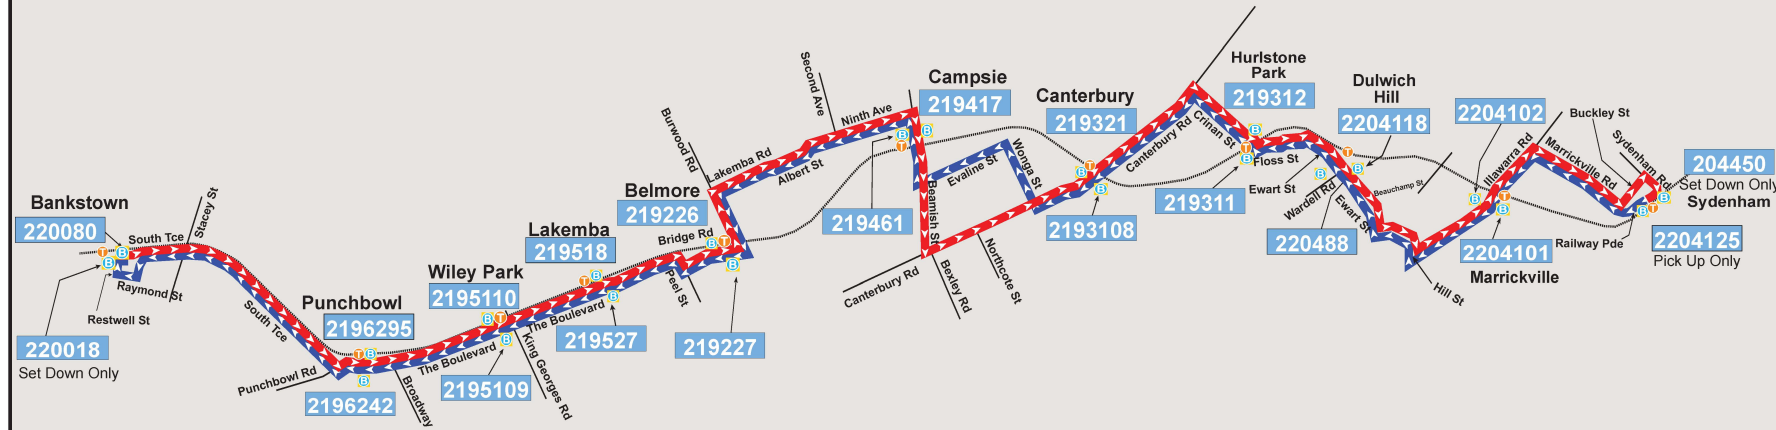 Bankstown
220080
South Tce
Stacey St
Raymond St
Restwell St
220018
Set Down Only
South Tce
Punchbowl
2196295
Punchbowl Rd
2196242
Broadway
The Boulevard
Wiley Park
2195110
2195109
King Georges Rd
The Boulevard
Lakemba
219518
219527
Peel St
Belmore
219226
Bridge Rd
219227
Burwood Rd
Lakemba Rd
Albert St
Second Ave
Ninth Ave
Campsie
219417
219461
Beamish St
Evaline St
Wonga St
Canterbury Rd
Bexley Rd
Northcote St
Canterbury
219321
2193108
Canterbury Rd
Crinan St
Hurlstone
Park
219312
219311
Floss St
Ewart St
Wardell Rd
220488
Ewart St
Dulwich
Hill
2204118
Beauchamp St
Hill St
2204102
Illawarra Rd
2204101
Marrickville
Marrickville Rd
Buckley St
Sydenham Rd
Railway Pde
204450
Set Down Only
Sydenham
2204125
Pick Up Only
T
B
B
T
B
B
B
T
B
T
B
B
B
T
B
B
T
B
B
T
B
B
B
T
B
B
T
B
B
T
B
B
T
B
B
T
B